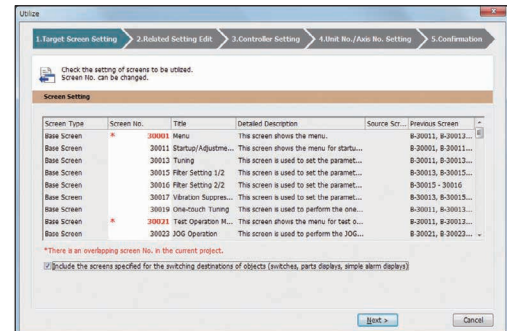 Utilize
1.Target Screen Setting 2.Related Setting Edit 3.Controller Setting 4.Unit No./Axis No. Setting 5.Confirmation
Check the setting of screens to be utilized.
Screen No. can be changed.
Screen Setting
Screen Type Screen No. Title Detailed Description Source Scr... Previous Screen
Base Screen * 30001 Menu This screen shows the menu. B-30011, B-30013...
Base Screen 30011 Startup/Adjustme... This screen shows the menu for startu... B-30001, B-30011...
Base Screen 30013 Tuning This screen is used to set the paramet... B-30011, B-30013...
Base Screen 30015 Filter Setting 1/2 This screen is used to set the paramet... B-30013, B-30015...
Base Screen 30016 Filter Setting 2/2 This screen is used to set the paramet... B-30015 - 30016
Base Screen 30017 Vibration Suppres... This screen is used to set the paramet... B-30013, B-30015...
Base Screen 30019 One-touch Tuning This screen is used to perform the one... B-30011, B-30013...
Base Screen * 30021 Test Operation M... This screen shows the menu for test o... B-20011, B-30013...
Base Screen 30023 JOG Operation This screen is used to perform the JOG... B-30021, B-30023...
*There is an overlapping screen No. in the current project.
Include the screens specified for the switching destinations of objects (switches, parts displays, simple alarm displays)
Next > Cancel